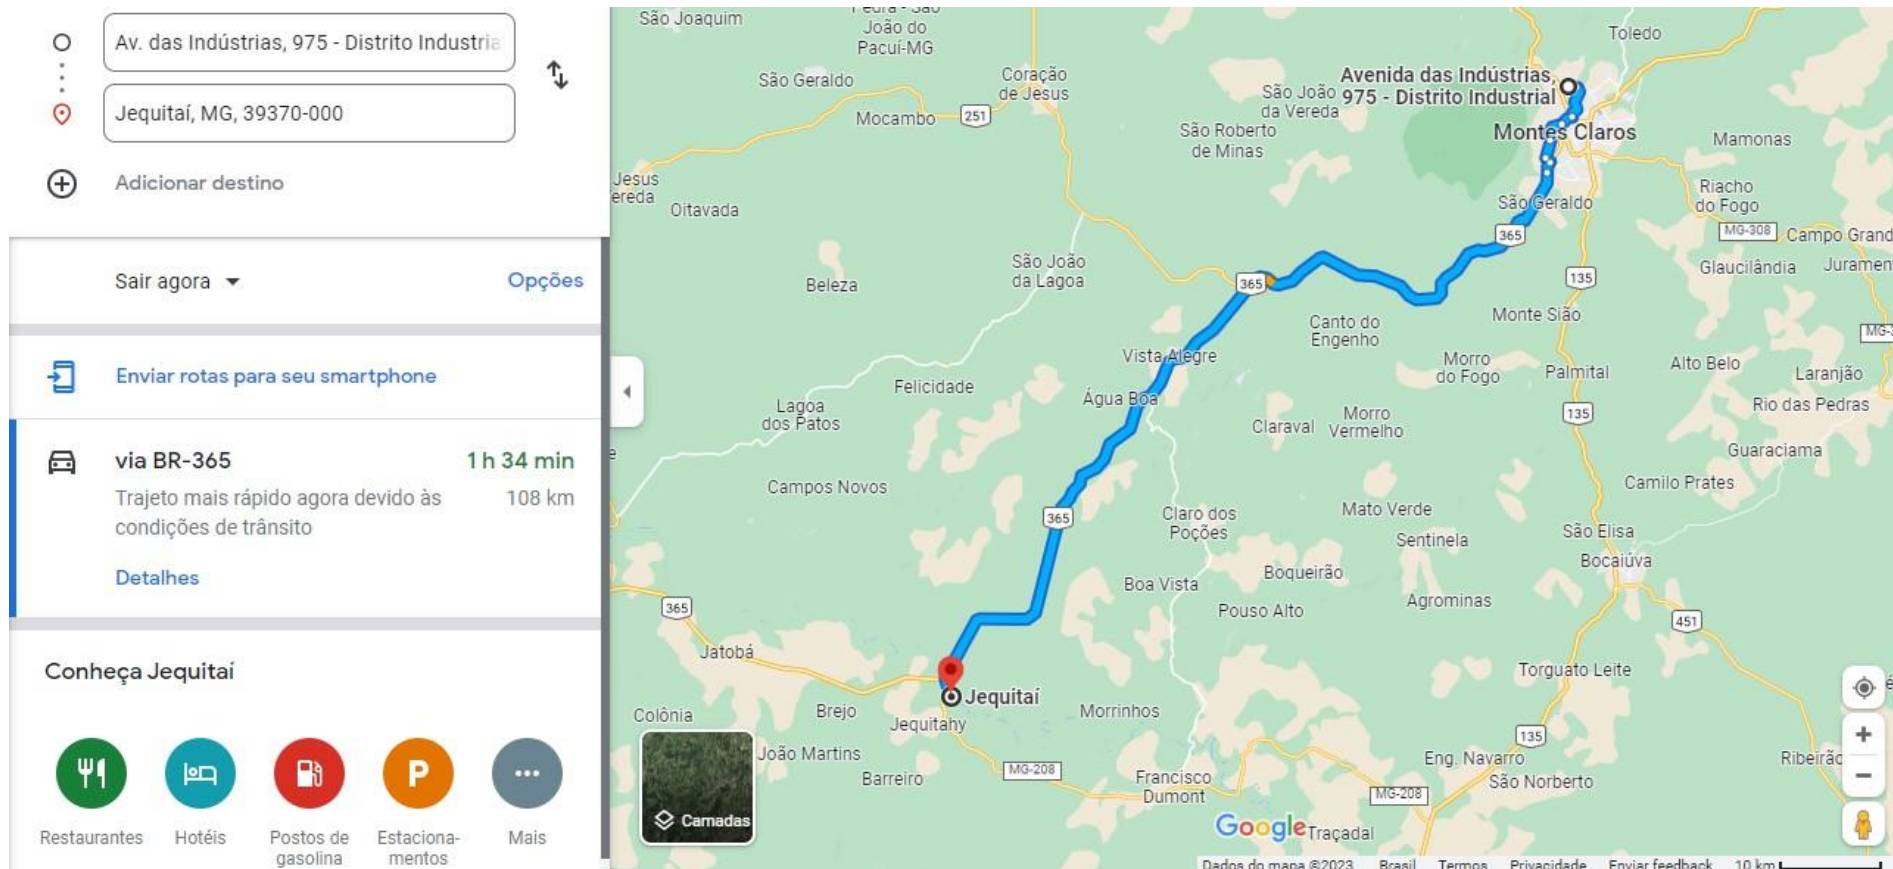 Av. das Indústrias, 975 - Distrito Industria
Jequitaí, MG, 39370-000
Adicionar destino
Sair agora
Opções
Enviar rotas para seu smartphone
via BR-365
1 h 34 min
Trajeto mais rápido agora devido às
108 km
condições de trânsito
Detalhes
Conheça Jequitaí
Restaurantes
Hotéis
Postos de
gasolina
Estaciona-
mentos
Mais
São Joaquim
João do
Pacuí-MG
Toledo
São Geraldo
Coração
de Jesus
Avenida das Indústrias,
975 - Distrito Industrial
São João
da Vereda
Mocambo
251
São Roberto
de Minas
Montes Claros
Mamonas
Jesus
ereda
Oitavada
Riacho
do Fogo
São Geraldo
MG-308
Campo Grand
365
Beleza
São João
da Lagoa
365
135
Glaucilândia
Juramen
Canto do
Engenho
Monte Sião
MG-
Vista Alegre
Morro
do Fogo
Palmital
Alto Belo
Laranjão
Felicidade
Água Boa
Rio das Pedras
Lagoa
dos Patos
Claraval
Morro
Vermelho
135
Guaraciama
Campos Novos
Camilo Prates
365
Claro dos
Poções
Mato Verde
Sentinela
São Elisa
Bocaiúva
Boa Vista
Boqueirão
Pouso Alto
Agrominas
365
451
Jatobá
Torguato Leite
Jequitaí
Colônia
Brejo
Jequitahy
Morrinhos
135
João Martins
Barreiro
MG-208
Francisco
Dumont
Eng. Navarro
São Norberto
Ribeirão
MG-208
Camadas
Google
Traçadal
Dados do mapa ©2023
Brasil
Termos
Privacidade
Enviar feedback
10 km